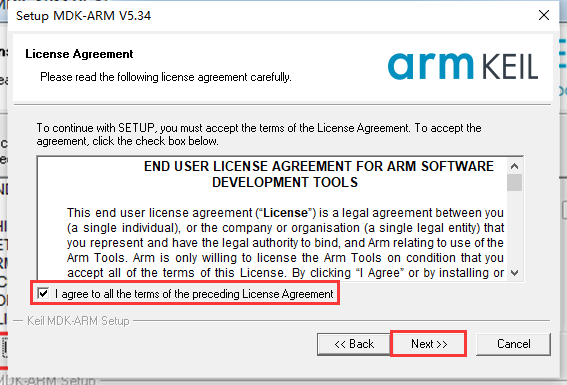 Setup MDK-ARM V5.34
License Agreement
Please read the following license agreement carefully.
arm KEIL
To continue with SETUP, you must accept the terms of the License Agreement. To accept the
agreement, click the check box below.
END USER LICENSE AGREEMENT FOR ARM SOFTWARE
DEVELOPMENT TOOLS
This end user license agreement (“License”) is a legal agreement between you
(a single individual), or the company or organisation (a single legal entity) that
you represent and have the legal authority to bind, and Arm relating to use of the
Arm Tools. Arm is only willing to license the Arm Tools on condition that you
accept all of the terms of this License. By clicking “I Agree” or by installing or
I agree to all the terms of the preceding License Agreement
Keil MDK-ARM Setup
<< Back
Next >>
Cancel
MDK-ARM Setup